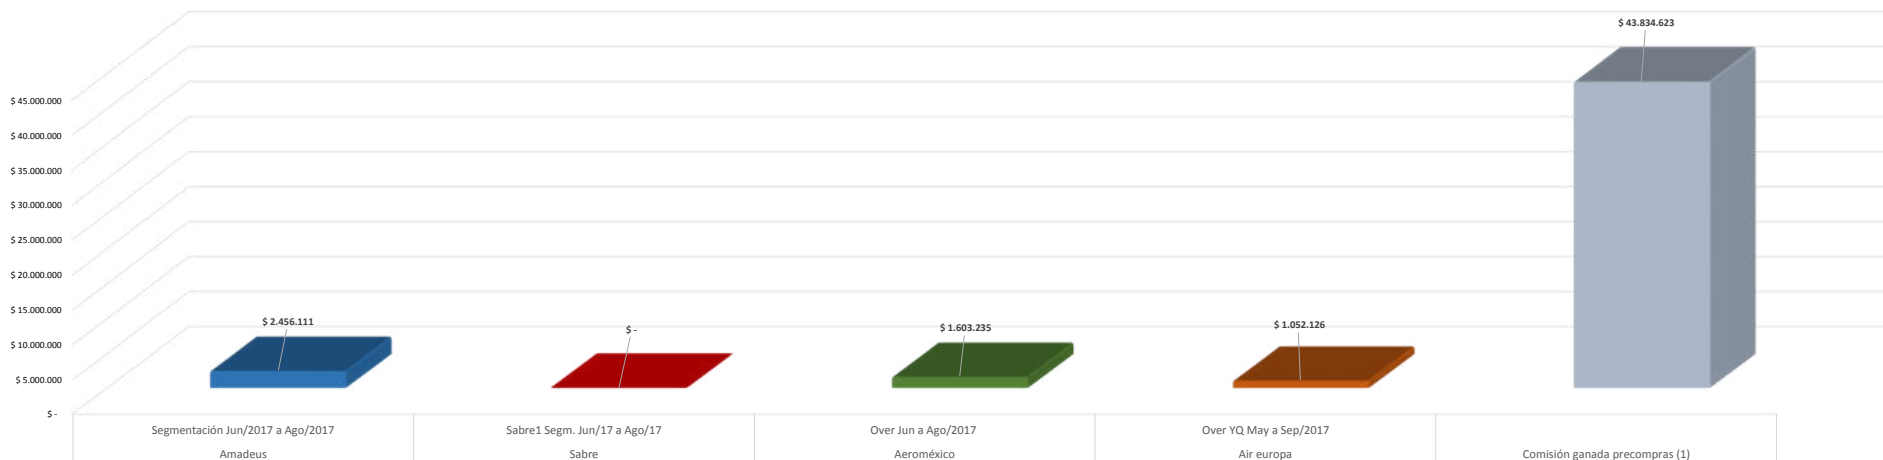 $ 43.834.623
$ 45.000.000
$ 40.000.000
$ 35.000.000
$ 30.000.000
$ 25.000.000
$ 20.000.000
$ 15.000.000
$ 10.000.000
$ 5.000.000
$ -
$ 2.456.111
$ -
$ 1.603.235
$ 1.052.126
Segmentación Jun/2017 a Ago/2017
Sabre1 Segm. Jun/17 a Ago/17
Over Jun a Ago/2017
Over YQ May a Sep/2017
Amadeus
Sabre
Aeroméxico
Air europa
Comisión ganada precompras (1)